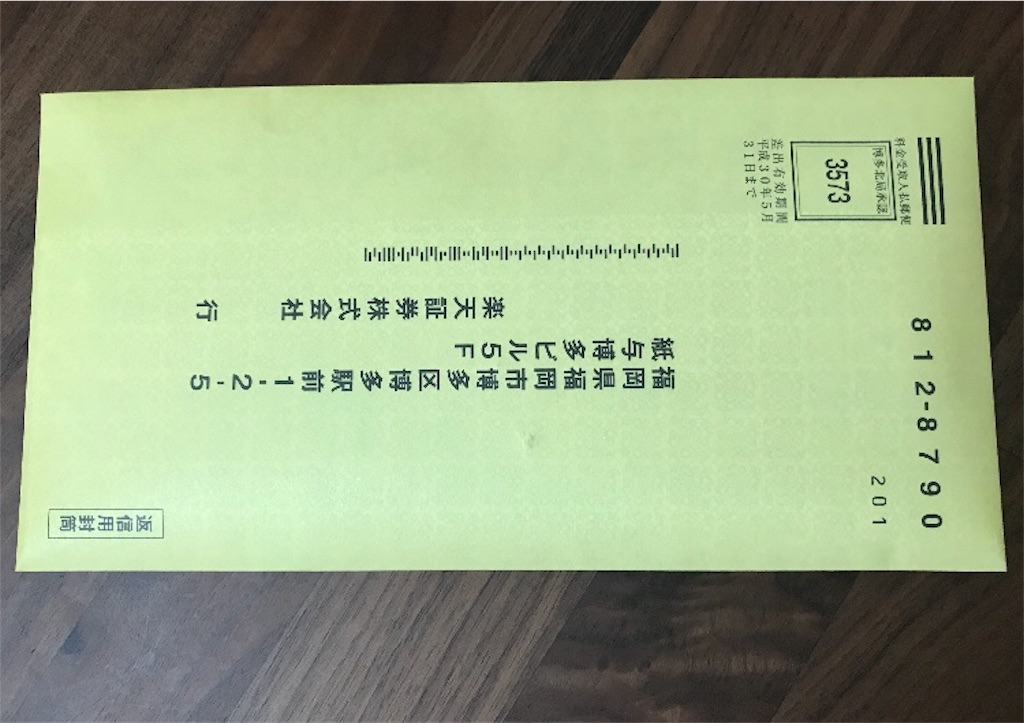 料金受取人払郵便
博多北局承認
3573
差出有効期間
平成30年5月
31日まで
812-8790
201
福岡県福岡市博多区博多駅前1-2-5
紙与博多ビル5F
楽天証券株式会社 行
返信用封筒